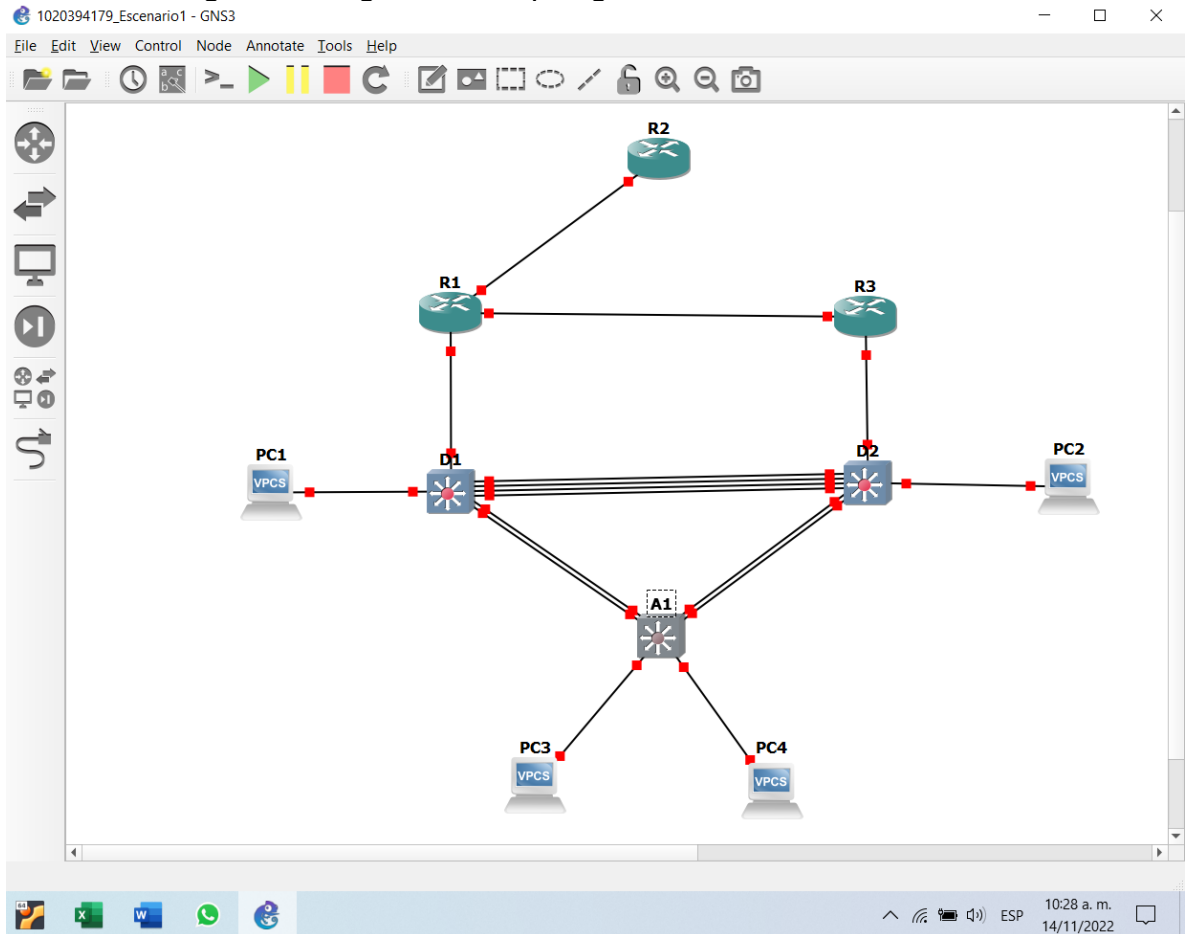 1020394179_Escenario1 - GNS3
File Edit View Control Node Annotate Tools Help
R2
R1
R3
PC1
VPCS
D1
D2
PC2
VPCS
A1
PC3
VPCS
PC4
VPCS
64
ESP
10:28 a. m.
14/11/2022